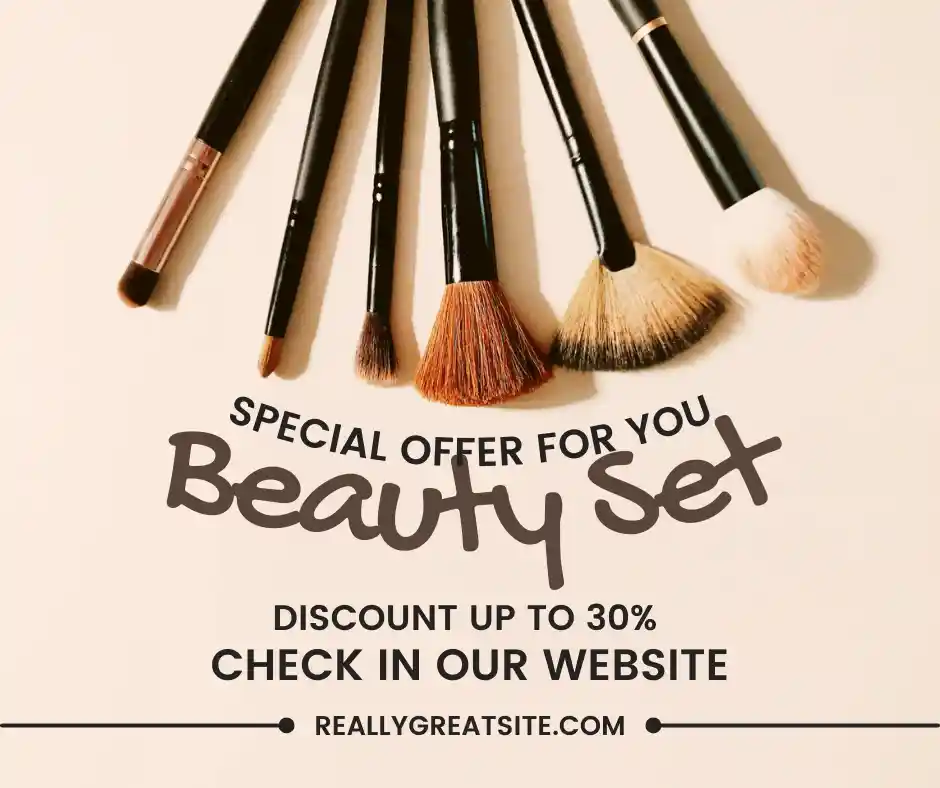 SPECIAL OFFER FOR YOU
Beauty Set
DISCOUNT UP TO 30%
CHECK IN OUR WEBSITE
REALLYGREATSITE.COM